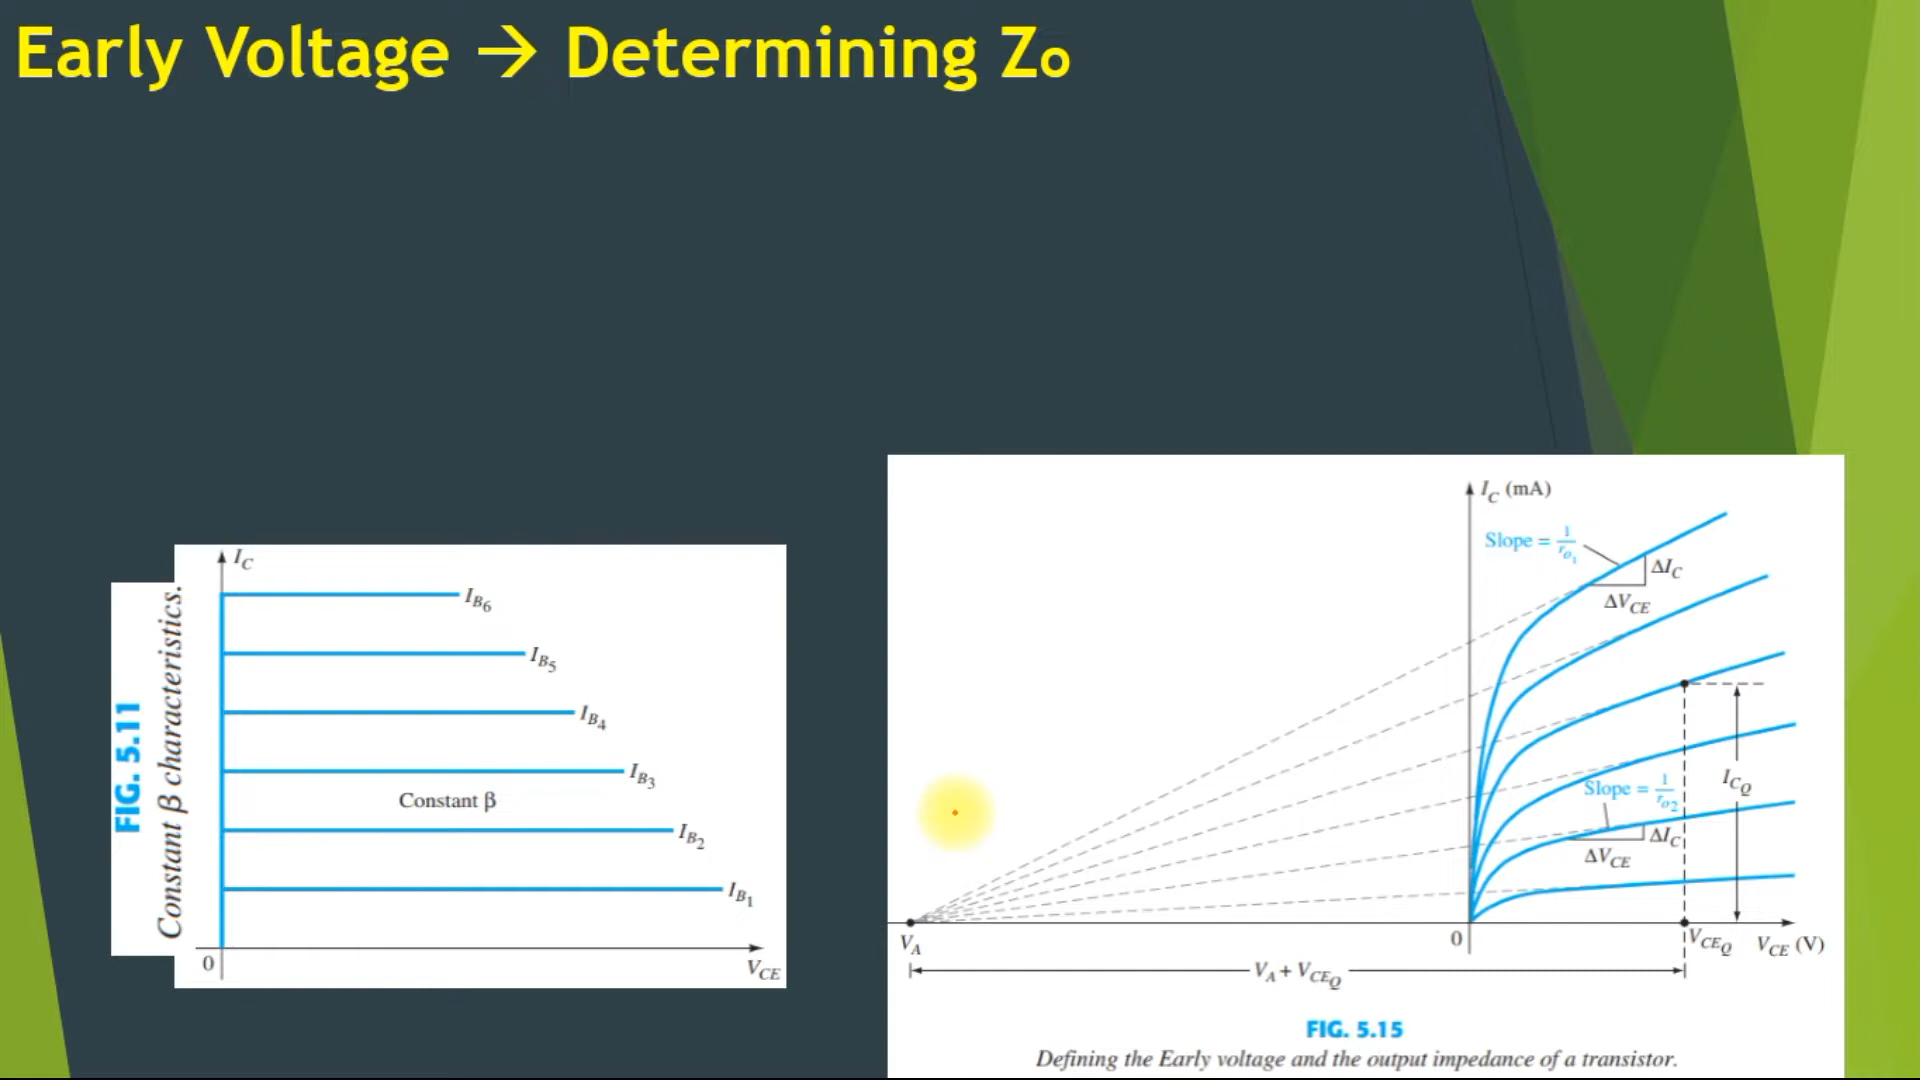 Early Voltage → Determining Zo
FIG. 5.11
Constant β characteristics.
I_C
I_B6
I_B5
I_B4
I_B3
Constant β
I_B2
I_B1
0
V_CE
I_C (mA)
Slope = 1/r_o1
ΔI_C
ΔV_CE
I_CQ
Slope = 1/r_o2
ΔI_C
ΔV_CE
V_A
0
V_CEQ
V_CE (V)
V_A + V_CEQ
FIG. 5.15
Defining the Early voltage and the output impedance of a transistor.